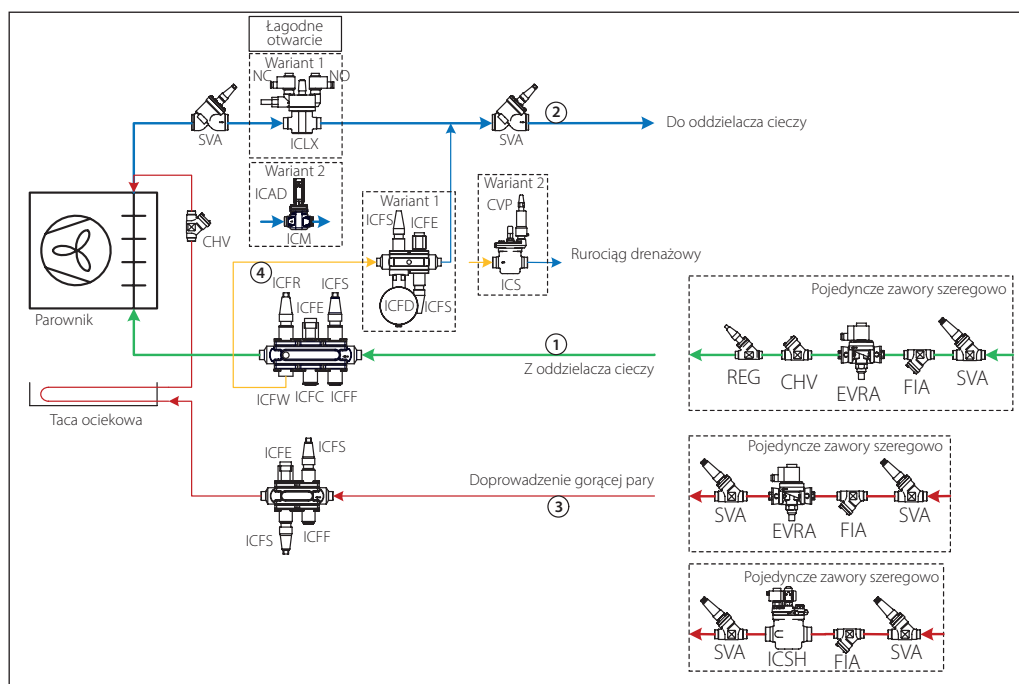 Łagodne
otwarcie
Wariant 1
NC
NO
SVA
ICLX
SVA
2
Do oddzielacza cieczy
Wariant 2
ICAD
ICM
CHV
Wariant 1
ICFS
ICFE
ICFD
ICFS
Wariant 2
CVP
ICS
Rurociąg drenażowy
4
Parownik
ICFR
ICFS
ICFE
ICFW
ICFC
ICFF
1
Z oddzielacza cieczy
Pojedyncze zawory szeregowo
REG
CHV
EVRA
FIA
SVA
Taca ociekowa
ICFE
ICFS
ICFS
ICFF
Doprowadzenie gorącej pary
3
Pojedyncze zawory szeregowo
SVA
EVRA
FIA
SVA
Pojedyncze zawory szeregowo
SVA
ICSH
FIA
SVA